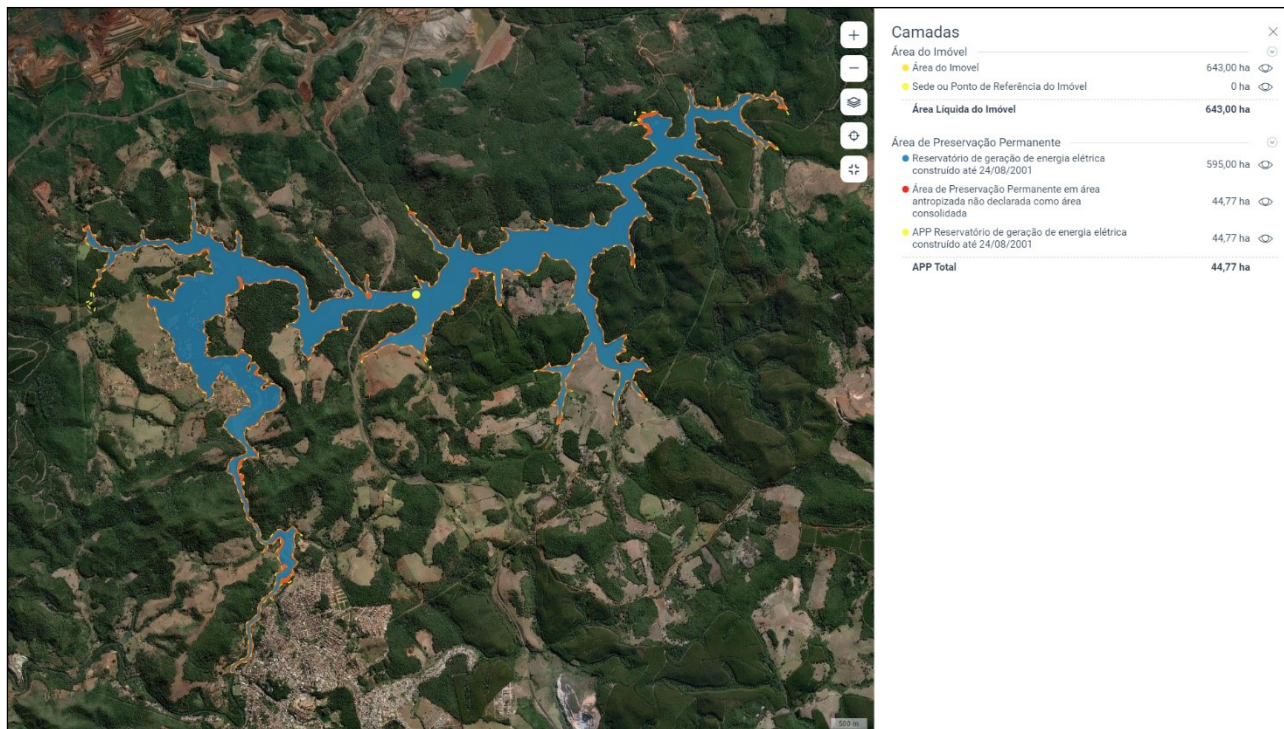 Camadas
Área do Imóvel
Área do Imovel 643,00 ha
Sede ou Ponto de Referência do Imóvel 0 ha
Área Líquida do Imóvel 643,00 ha
Área de Preservação Permanente
Reservatório de geração de energia elétrica
construído até 24/08/2001 595,00 ha
Área de Preservação Permanente em área
antropizada não declarada como área
consolidada 44,77 ha
APP Reservatório de geração de energia elétrica
construído até 24/08/2001 44,77 ha
APP Total 44,77 ha
500 m